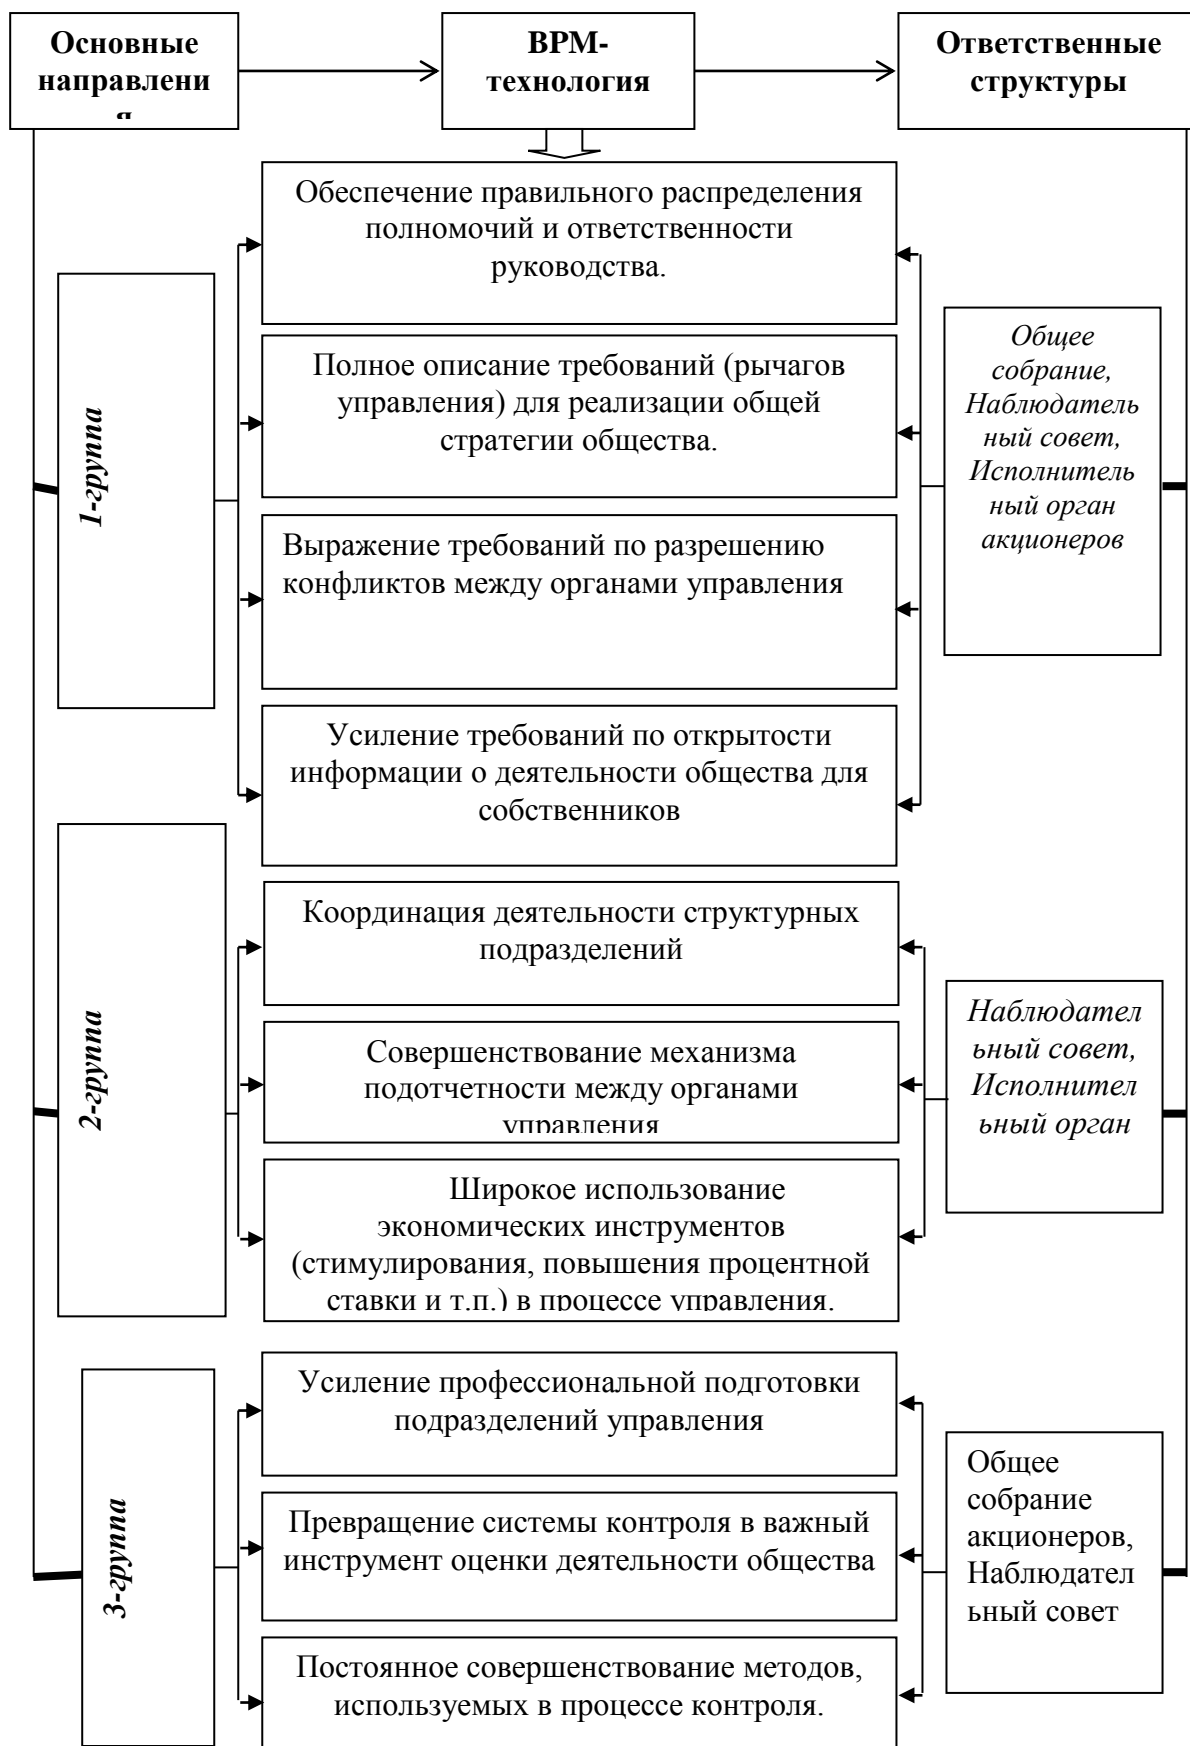 Основные
направлени
я
BPM-
технология
Ответственные
структуры
1-группа
Обеспечение правильного распределения
полномочий и ответственности
руководства.
Полное описание требований (рычагов
управления) для реализации общей
стратегии общества.
Выражение требований по разрешению
конфликтов между органами управления
Усиление требований по открытости
информации о деятельности общества для
собственников
Общее
собрание,
Наблюдатель
ный совет,
Исполнитель
ный орган
акционеров
2-группа
Координация деятельности структурных
подразделений
Совершенствование механизма
подотчетности между органами
управления
Широкое использование
экономических инструментов
(стимулирования, повышения процентной
ставки и т.п.) в процессе управления.
Наблюдател
ьный совет,
Исполнител
ьный орган
3-группа
Усиление профессиональной подготовки
подразделений управления
Превращение системы контроля в важный
инструмент оценки деятельности общества
Постоянное совершенствование методов,
используемых в процессе контроля.
Общее
собрание
акционеров,
Наблюдател
ьный совет